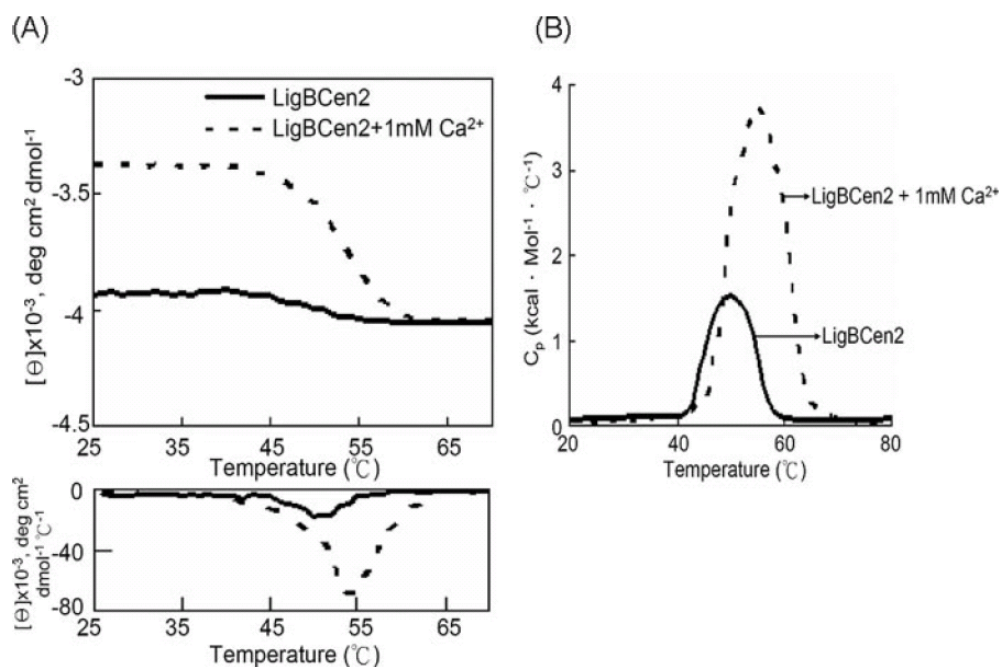 (A)
-3
-3.5
-4
-4.5
[Θ]x10⁻³, deg cm² dmol⁻¹
LigBCen2
LigBCen2+1mM Ca²⁺
25 35 45 55 65
Temperature (℃)
0
-40
-80
[Θ]x10⁻³, deg cm²
dmol⁻¹ ℃⁻¹
25 35 45 55 65
Temperature (℃)
(B)
4
3
2
1
0
Cₚ (kcal · Mol⁻¹ · ℃⁻¹)
LigBCen2 + 1mM Ca²⁺
LigBCen2
20 40 60 80
Temperature (℃)